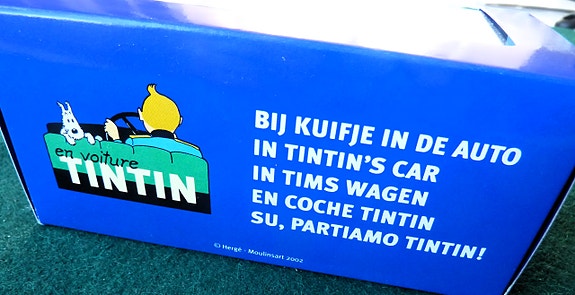 en voiture
TINTIN
BIJ KUIFJE IN DE AUTO
IN TINTIN'S CAR
IN TIMS WAGEN
EN COCHE TINTIN
SU, PARTIAMO TINTIN!
© Hergé - Moulinsart 2002